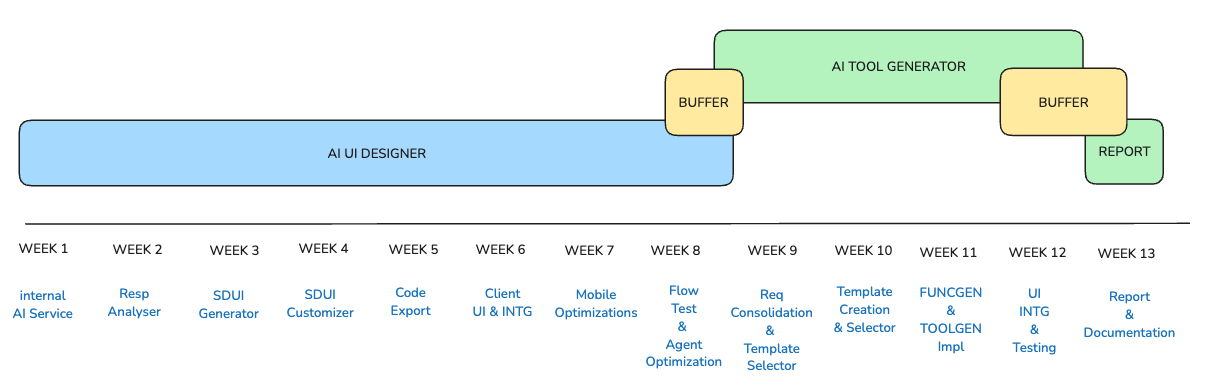 AI TOOL GENERATOR
BUFFER
BUFFER
AI UI DESIGNER
REPORT
WEEK 1
WEEK 2
WEEK 3
WEEK 4
WEEK 5
WEEK 6
WEEK 7
WEEK 8
WEEK 9
WEEK 10
WEEK 11
WEEK 12
WEEK 13
internal
AI Service
Resp
Analyser
SDUI
Generator
SDUI
Customizer
Code
Export
Client
UI & INTG
Mobile
Optimizations
Flow
Test
&
Agent
Optimization
Req
Consolidation
&
Template
Selector
Template
Creation
& Selector
FUNCGEN
&
TOOLGEN
Impl
UI
INTG
&
Testing
Report
&
Documentation